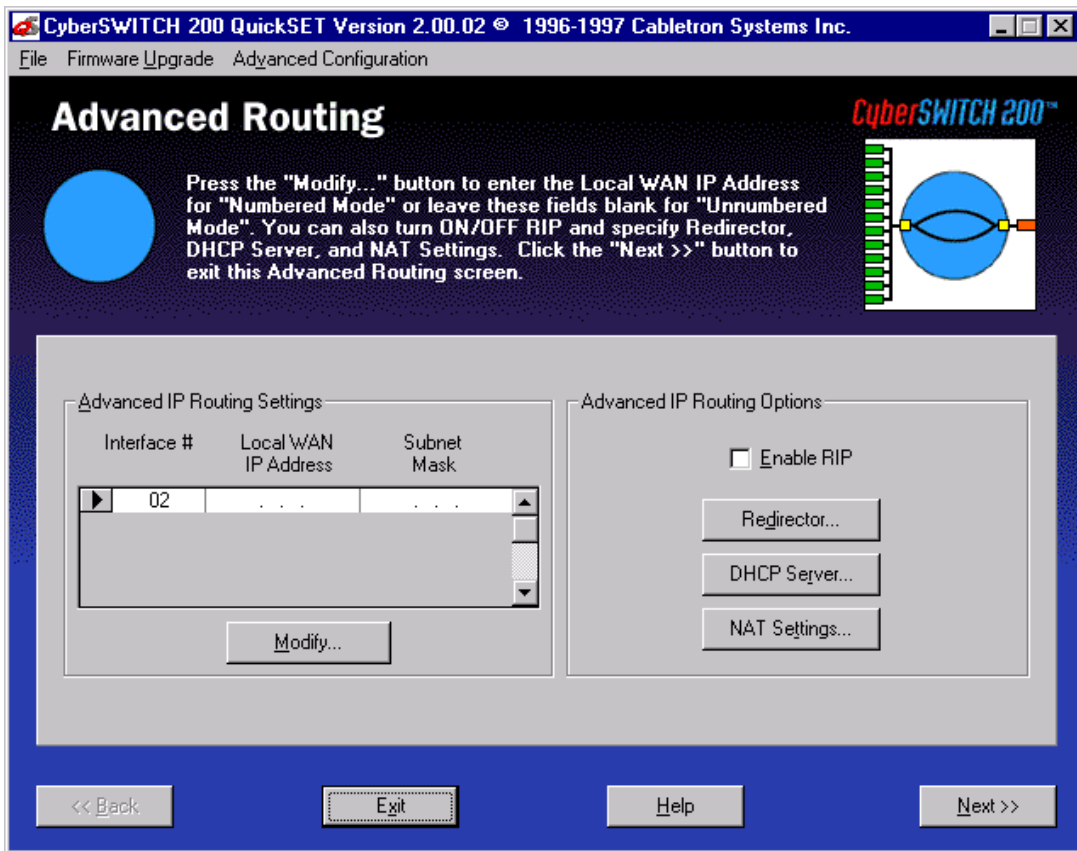 CyberSWITCH 200 QuickSET Version 2.00.02 © 1996-1997 Cabletron Systems Inc.
File Firmware Upgrade Advanced Configuration
Advanced Routing
CyberSWITCH 200™
Press the "Modify..." button to enter the Local WAN IP Address
for "Numbered Mode" or leave these fields blank for "Unnumbered
Mode". You can also turn ON/OFF RIP and specify Redirector,
DHCP Server, and NAT Settings. Click the "Next >>" button to
exit this Advanced Routing screen.
Advanced IP Routing Settings
Interface # Local WAN IP Address Subnet Mask
02 . . . . . .
Modify...
Advanced IP Routing Options
Enable RIP
Redirector...
DHCP Server...
NAT Settings...
<< Back Exit Help Next >>